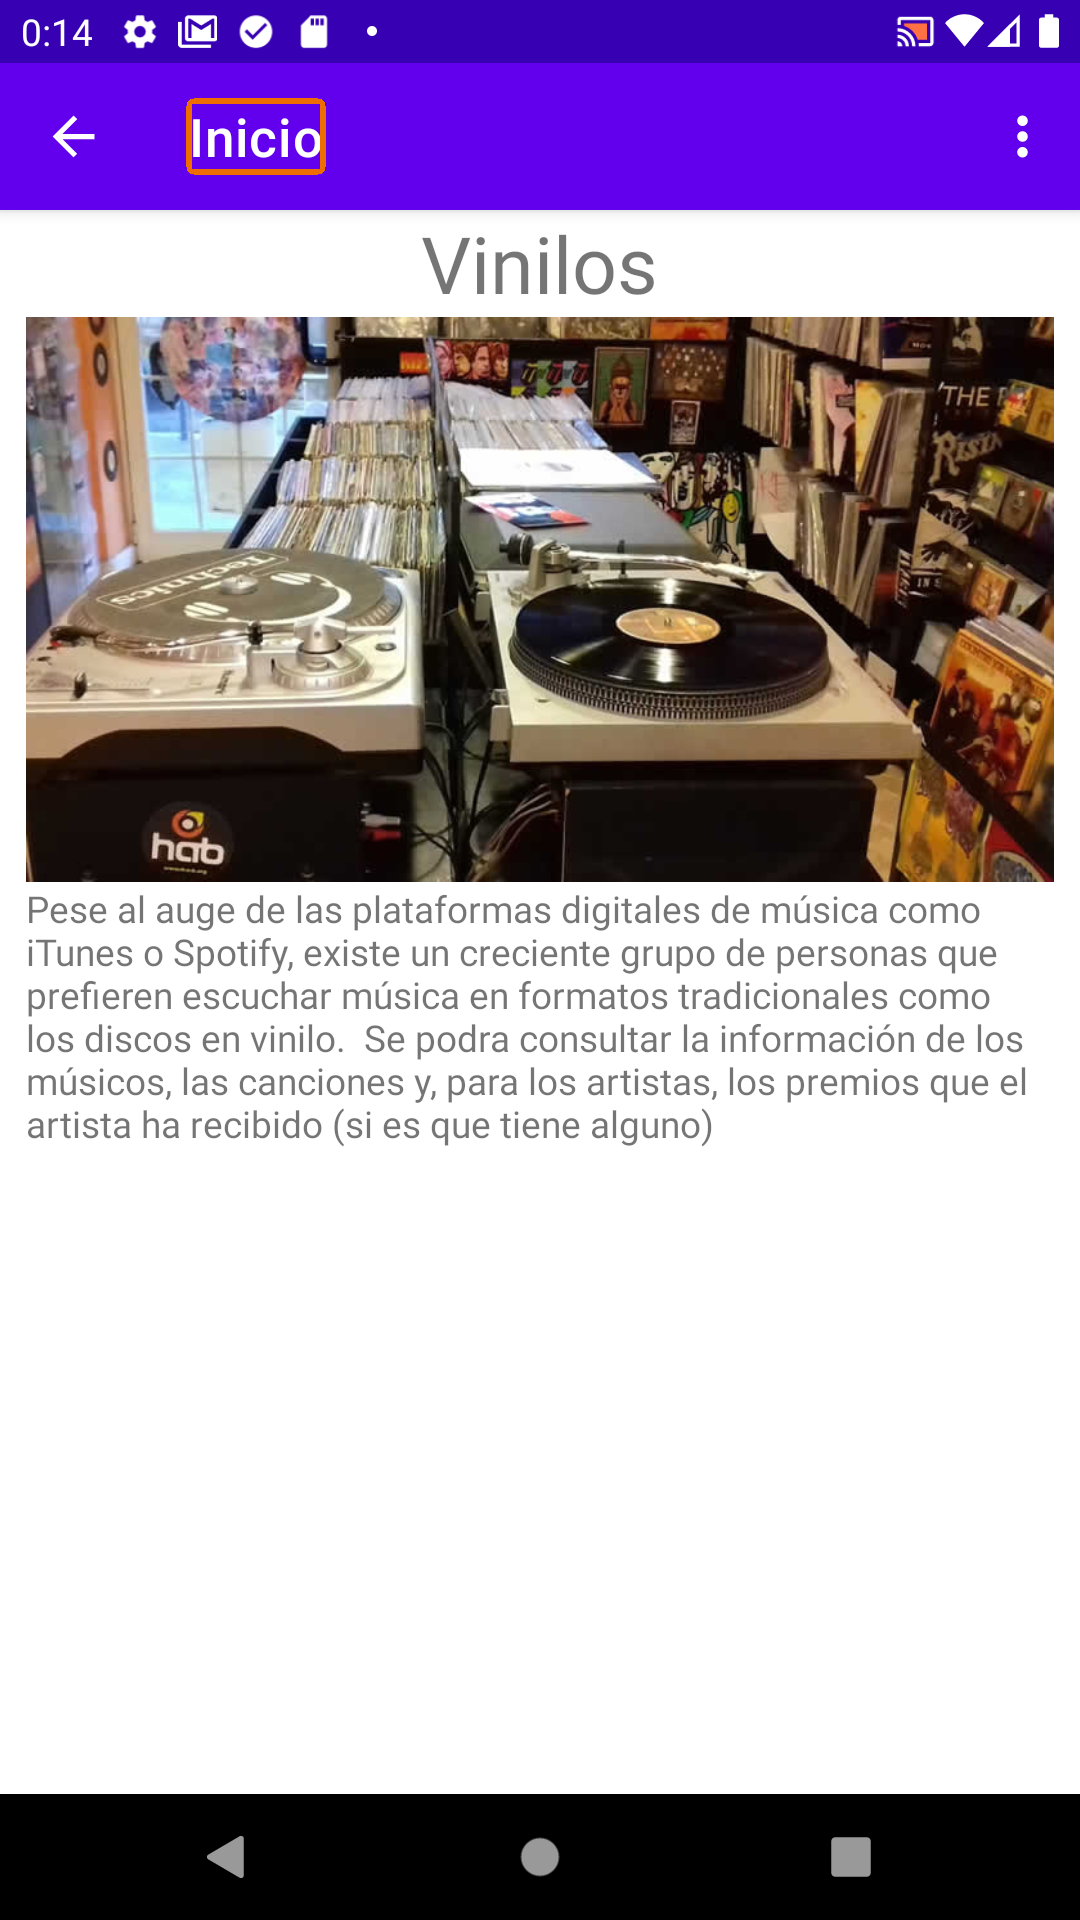 0:14
Inicio
Vinilos
'THE
Technics
IN S
hab
Pese al auge de las plataformas digitales de música como
iTunes o Spotify, existe un creciente grupo de personas que
prefieren escuchar música en formatos tradicionales como
los discos en vinilo.  Se podra consultar la información de los
músicos, las canciones y, para los artistas, los premios que el
artista ha recibido (si es que tiene alguno)